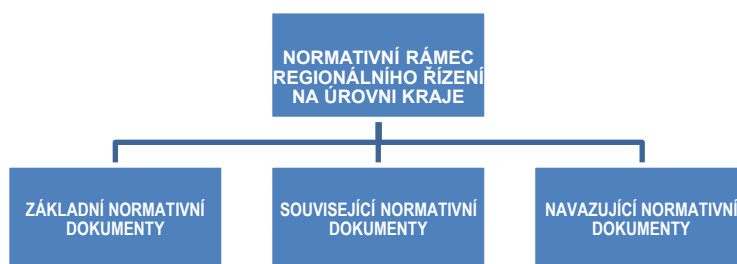 NORMATIVNÍ RÁMEC
REGIONÁLNÍHO ŘÍZENÍ
NA ÚROVNI KRAJE
ZÁKLADNÍ NORMATIVNÍ
DOKUMENTY
SOUVISEJÍCÍ NORMATIVNÍ
DOKUMENTY
NAVAZUJÍCÍ NORMATIVNÍ
DOKUMENTY